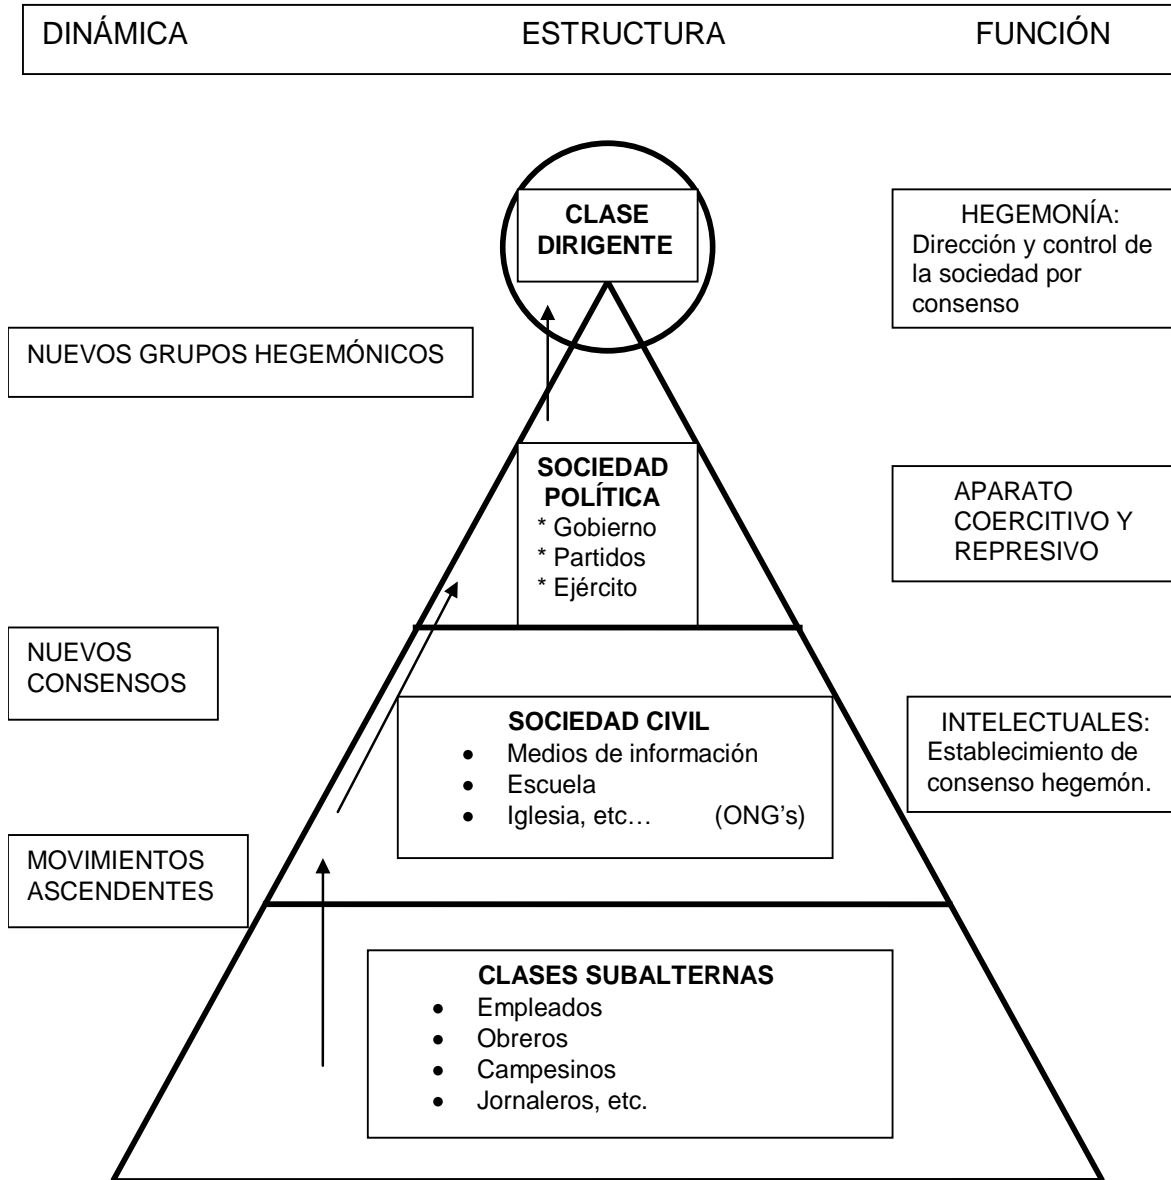 DINÁMICA ESTRUCTURA FUNCIÓN
CLASE
DIRIGENTE
HEGEMONÍA:
Dirección y control de
la sociedad por
consenso
NUEVOS GRUPOS HEGEMÓNICOS
SOCIEDAD
POLÍTICA
* Gobierno
* Partidos
* Ejército
APARATO
COERCITIVO Y
REPRESIVO
NUEVOS
CONSENSOS
SOCIEDAD CIVIL
• Medios de información
• Escuela
• Iglesia, etc… (ONG’s)
INTELECTUALES:
Establecimiento de
consenso hegemón.
MOVIMIENTOS
ASCENDENTES
CLASES SUBALTERNAS
• Empleados
• Obreros
• Campesinos
• Jornaleros, etc.